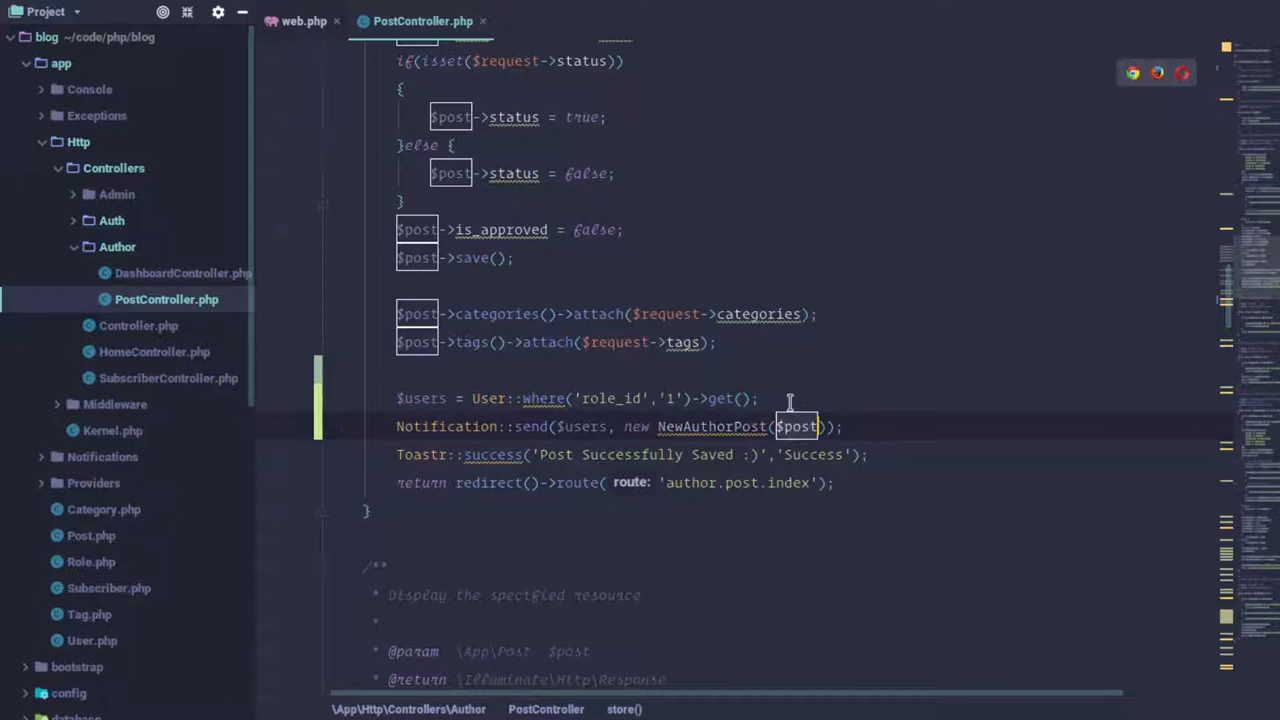 Project
web.php
PostController.php
blog ~/code/php/blog
app
Console
Exceptions
Http
Controllers
Admin
Auth
Author
DashboardController.php
PostController.php
Controller.php
HomeController.php
SubscriberController.php
Middleware
Kernel.php
Notifications
Providers
Category.php
Post.php
Role.php
Subscriber.php
Tag.php
User.php
bootstrap
config
if(isset($request->status))
{
$post->status = true;
}else {
$post->status = false;
}
$post->is_approved = false;
$post->save();
$post->categories()->attach($request->categories);
$post->tags()->attach($request->tags);
$users = User::where('role_id','1')->get();
Notification::send($users, new NewAuthorPost($post));
Toastr::success('Post Successfully Saved :)','Success');
return redirect()->route( route: 'author.post.index');
}
/**
* Display the specified resource
*
* @param \App\Post $post
* @return \Illuminate\Http\Response
\App\Http\Controllers\Author PostController store()